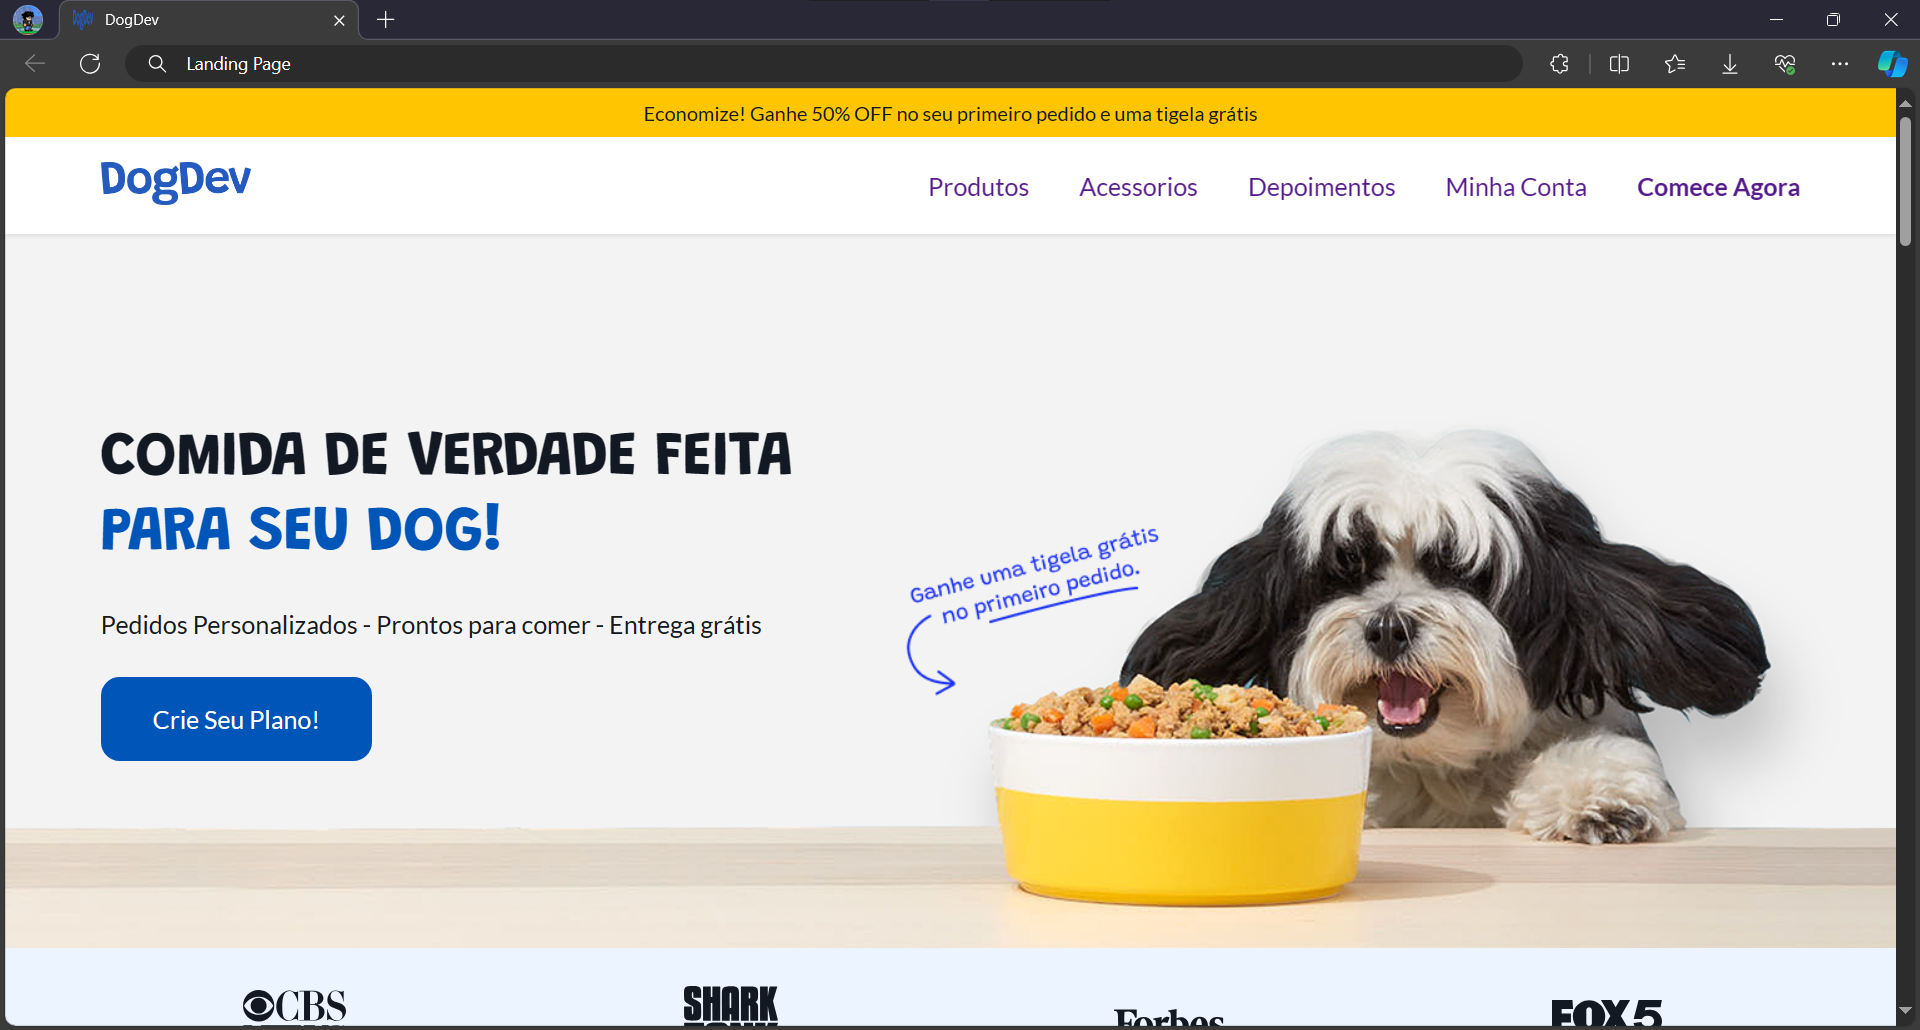 DogDev
Landing Page
Economize! Ganhe 50% OFF no seu primeiro pedido e uma tigela grátis
DogDev
Produtos
Acessorios
Depoimentos
Minha Conta
Comece Agora
COMIDA DE VERDADE FEITA
PARA SEU DOG!
Ganhe uma tigela grátis
no primeiro pedido.
Pedidos Personalizados - Prontos para comer - Entrega grátis
Crie Seu Plano!
CBS
SHARK
Forbes
FOX 5